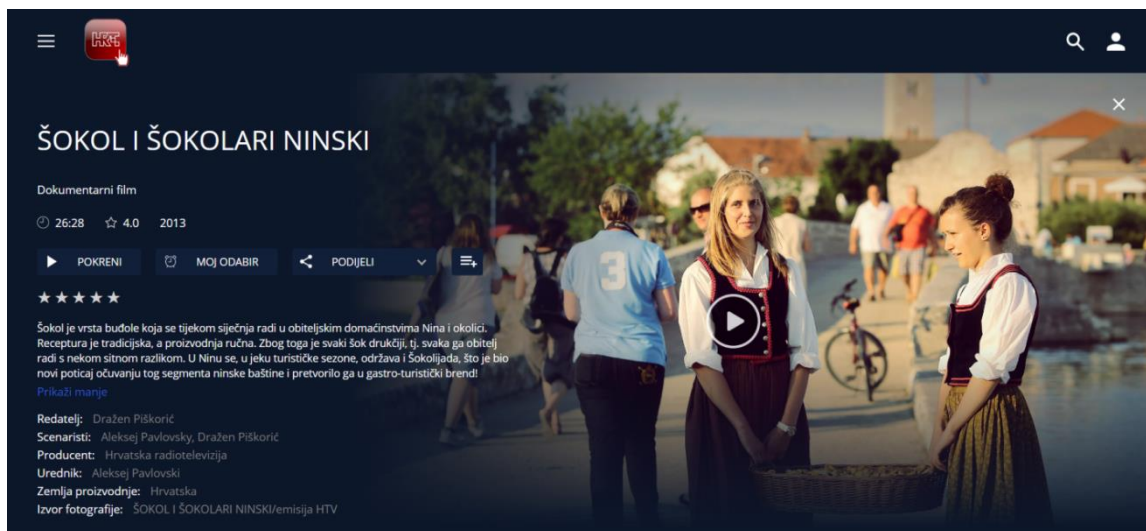 HRTi
ŠOKOL I ŠOKOLARI NINSKI
Dokumentarni film
26:28 4.0 2013
POKRENI MOJ ODABIR PODIJELI
Šokol je vrsta buđole koja se tijekom siječnja radi u obiteljskim domaćinstvima Nina i okolici.
Receptura je tradicijska, a proizvodnja ručna. Zbog toga je svaki šok drukčiji, tj. svaka ga obitelj
radi s nekom sitnom razlikom. U Ninu se, u jeku turističke sezone, održava i Šokolijada, što je bio
novi poticaj očuvanju tog segmenta ninske baštine i pretvorilo ga u gastro-turistički brend!
Prikaži manje
Redatelj: Dražen Piškorić
Scenaristi: Aleksej Pavlovsky, Dražen Piškorić
Producent: Hrvatska radiotelevizija
Urednik: Aleksej Pavlovski
Zemlja proizvodnje: Hrvatska
Izvor fotografije: ŠOKOL I ŠOKOLARI NINSKI/emisija HTV
3